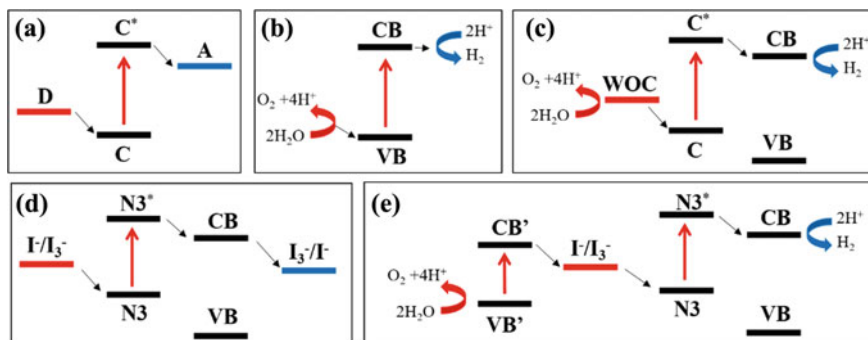 (a)
C*
A
D
C
(b)
CB
2H⁺
H₂
O₂ +4H⁺
2H₂O
VB
(c)
C*
CB
2H⁺
H₂
O₂ +4H⁺
WOC
2H₂O
C
VB
(d)
N3*
CB
I⁻/I₃⁻
I₃⁻/I⁻
N3
VB
(e)
N3*
CB
2H⁺
H₂
CB’
I⁻/I₃⁻
O₂ +4H⁺
2H₂O
VB’
N3
VB